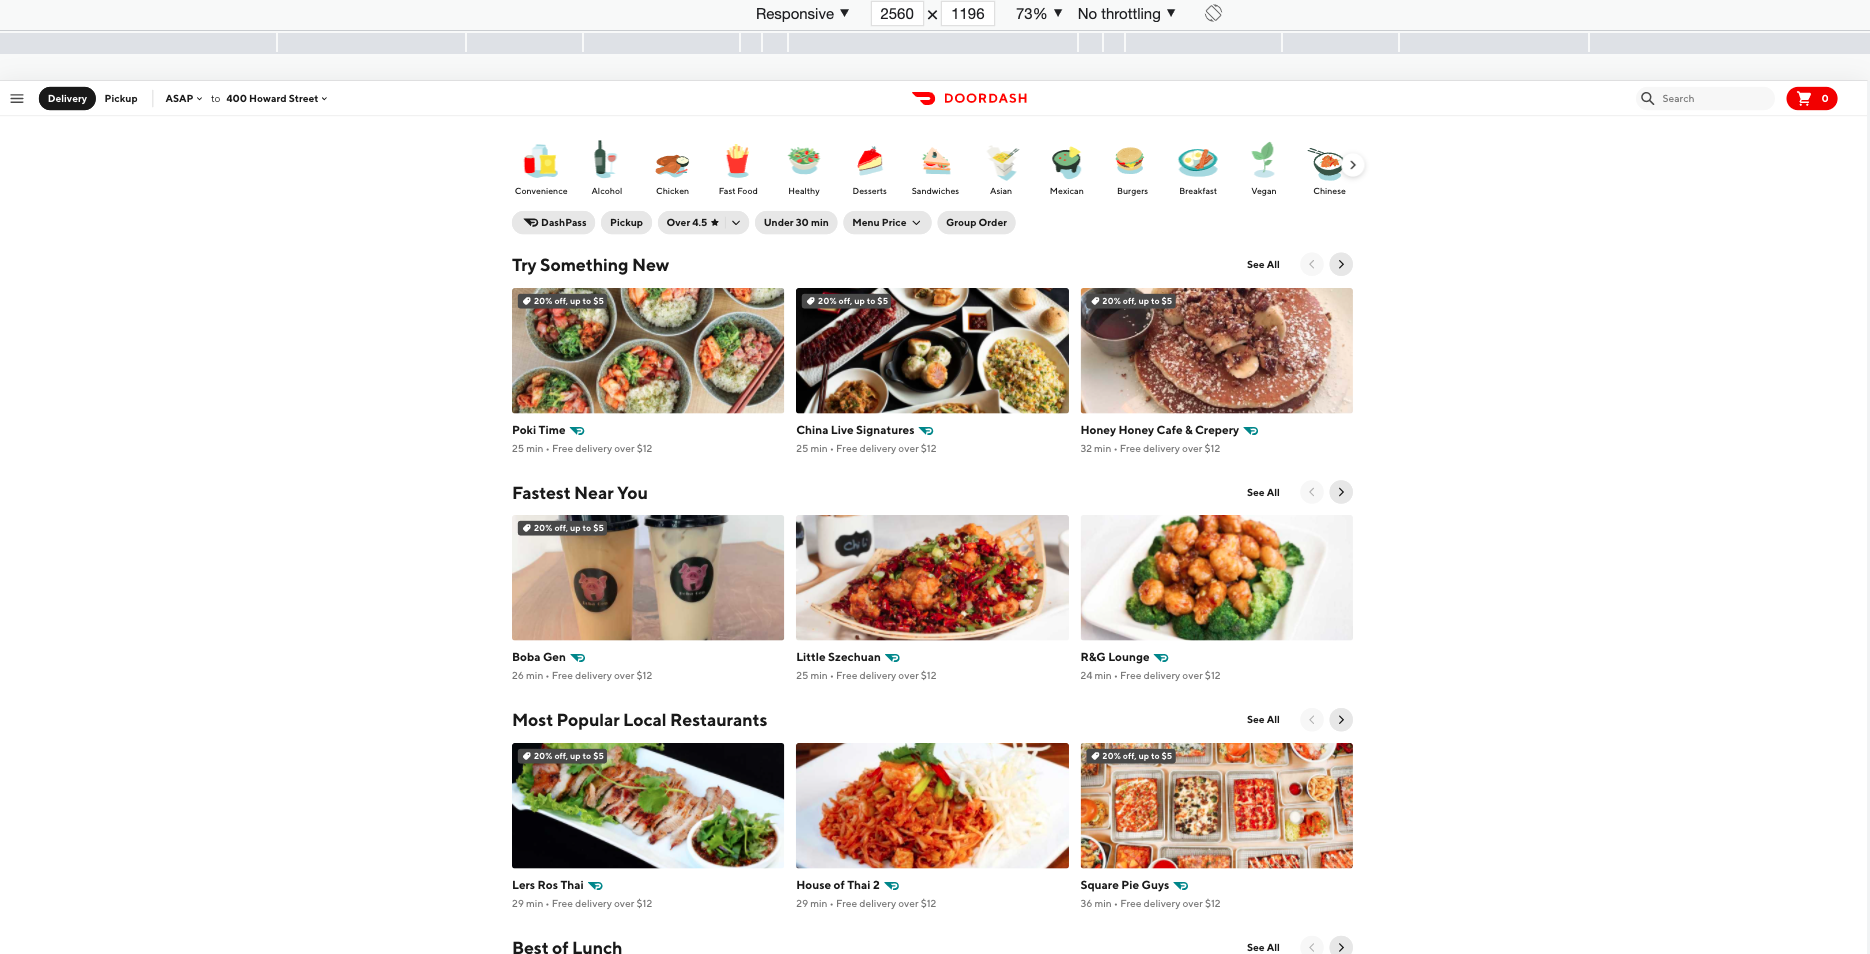 Responsive ▼ 2560 × 1196 73% ▼ No throttling ▼
Delivery Pickup ASAP to 400 Howard Street DOORDASH Search 0
Convenience Alcohol Chicken Fast Food Healthy Desserts Sandwiches Asian Mexican Burgers Breakfast Vegan Chinese
DashPass Pickup Over 4.5 ★ Under 30 min Menu Price Group Order
Try Something New See All
20% off, up to $5 20% off, up to $5 20% off, up to $5
Poki Time China Live Signatures Honey Honey Cafe & Crepery
25 min • Free delivery over $12 25 min • Free delivery over $12 32 min • Free delivery over $12
Fastest Near You See All
20% off, up to $5
Boba Gen Little Szechuan R&G Lounge
26 min • Free delivery over $12 25 min • Free delivery over $12 24 min • Free delivery over $12
Most Popular Local Restaurants See All
20% off, up to $5 20% off, up to $5
Lers Ros Thai House of Thai 2 Square Pie Guys
29 min • Free delivery over $12 29 min • Free delivery over $12 36 min • Free delivery over $12
Best of Lunch See All